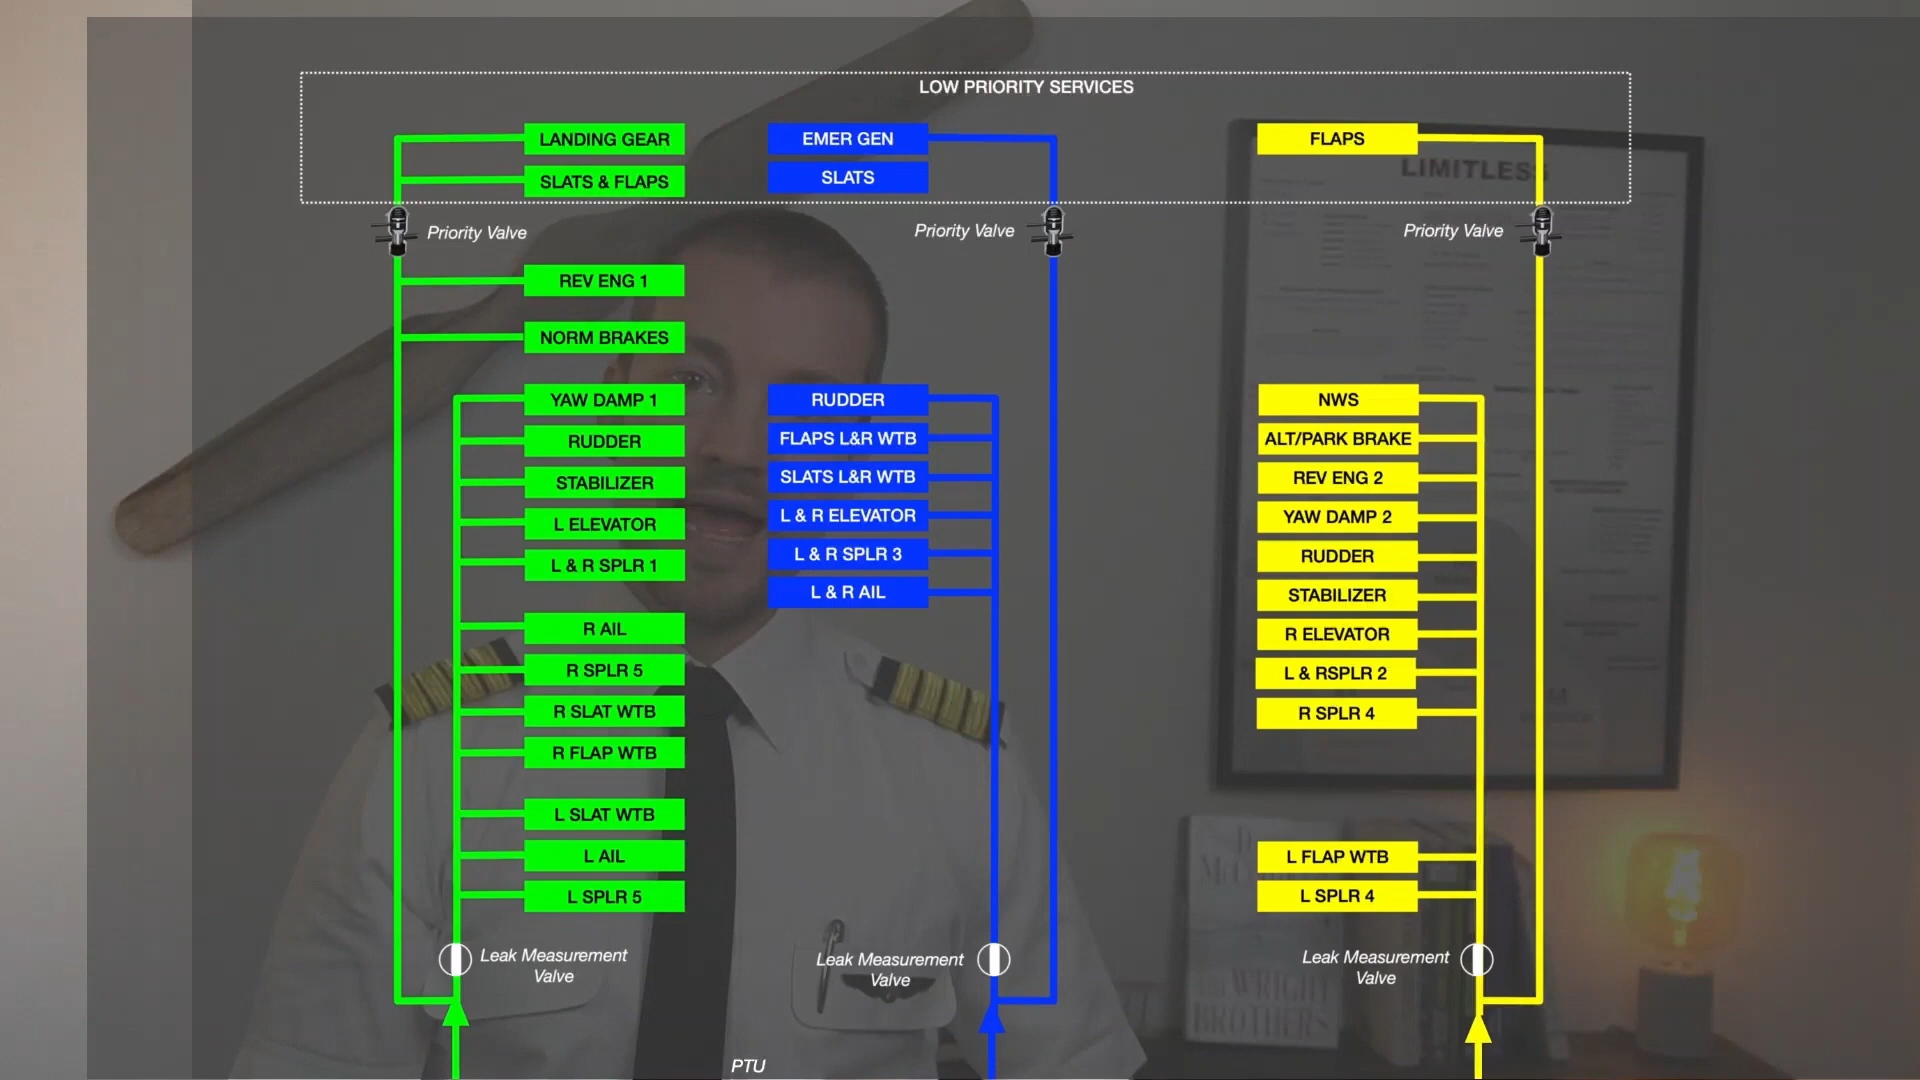 LOW PRIORITY SERVICES
LANDING GEAR
SLATS & FLAPS
EMER GEN
SLATS
FLAPS
LIMITLESS
Priority Valve
Priority Valve
Priority Valve
REV ENG 1
NORM BRAKES
YAW DAMP 1
RUDDER
STABILIZER
L ELEVATOR
L & R SPLR 1
R AIL
R SPLR 5
R SLAT WTB
R FLAP WTB
L SLAT WTB
L AIL
L SPLR 5
Leak Measurement
Valve
RUDDER
FLAPS L&R WTB
SLATS L&R WTB
L & R ELEVATOR
L & R SPLR 3
L & R AIL
Leak Measurement
Valve
NWS
ALT/PARK BRAKE
REV ENG 2
YAW DAMP 2
RUDDER
STABILIZER
R ELEVATOR
L & RSPLR 2
R SPLR 4
L FLAP WTB
L SPLR 4
Leak Measurement
Valve
WRIGHT
BROTHERS
PTU